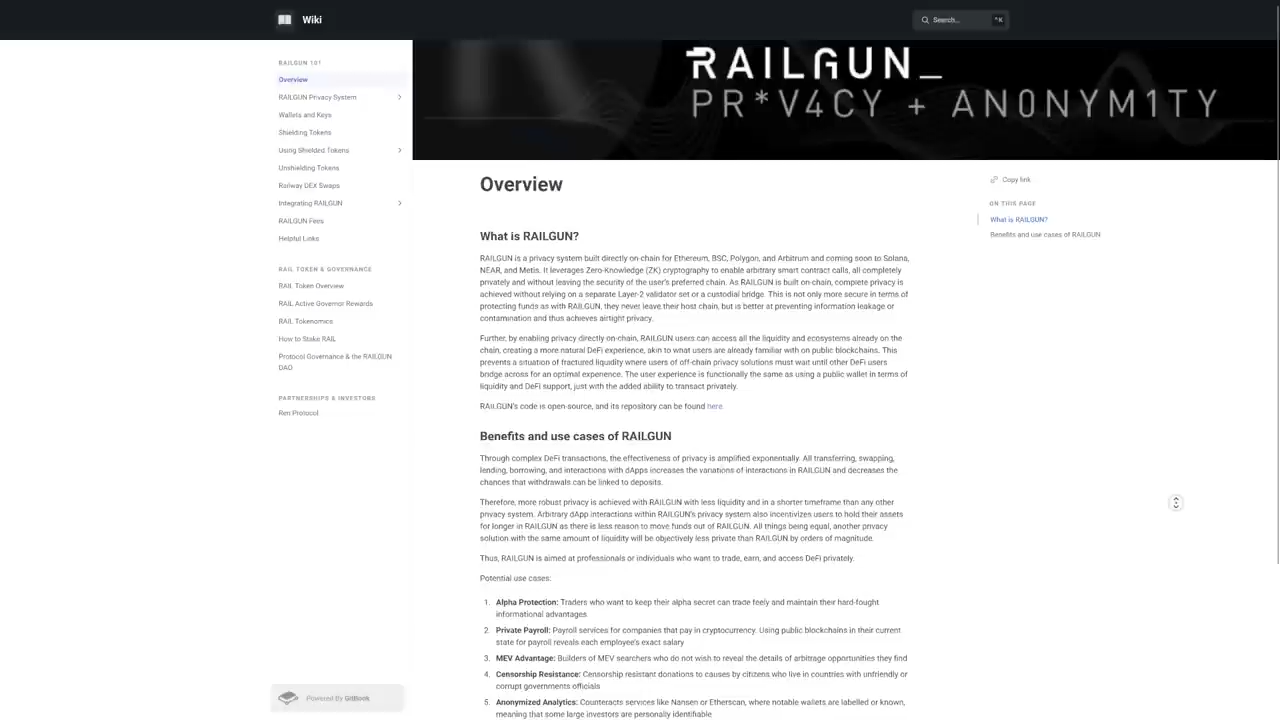 Wiki
Search...
^K
RAILGUN_
PR*V4CY + AN0NYM1TY
RAILGUN 101
Overview
RAILGUN Privacy System
Wallets and Keys
Shielding Tokens
Using Shielded Tokens
Unshielding Tokens
Railway DEX Swaps
Integrating RAILGUN
RAILGUN Fees
Helpful Links
RAIL TOKEN & GOVERNANCE
RAIL Token Overview
RAIL Active Governor Rewards
RAIL Tokenomics
How to Stake RAIL
Protocol Governance & the RAILGUN
DAO
PARTNERSHIPS & INVESTORS
Ren Protocol
Powered By GitBook
Overview
What is RAILGUN?
RAILGUN is a privacy system built directly on-chain for Ethereum, BSC, Polygon, and Arbitrum and coming soon to Solana,
NEAR, and Metis. It leverages Zero-Knowledge (ZK) cryptography to enable arbitrary smart contract calls, all completely
privately and without leaving the security of the user's preferred chain. As RAILGUN is built on-chain, complete privacy is
achieved without relying on a separate Layer-2 validator set or a custodial bridge. This is not only more secure in terms of
protecting funds as with RAILGUN, they never leave their host chain, but is better at preventing information leakage or
contamination and thus achieves airtight privacy.
Further, by enabling privacy directly on-chain, RAILGUN users can access all the liquidity and ecosystems already on the
chain, creating a more natural DeFi experience, akin to what users are already familiar with on public blockchains. This
prevents a situation of fractured liquidity where users of off-chain privacy solutions must wait until other DeFi users
bridge across for an optimal experience. The user experience is functionally the same as using a public wallet in terms of
liquidity and DeFi support, just with the added ability to transact privately.
RAILGUN's code is open-source, and its repository can be found here.
Benefits and use cases of RAILGUN
Through complex DeFi transactions, the effectiveness of privacy is amplified exponentially. All transferring, swapping,
lending, borrowing, and interactions with dApps increases the variations of interactions in RAILGUN and decreases the
chances that withdrawals can be linked to deposits.
Therefore, more robust privacy is achieved with RAILGUN with less liquidity and in a shorter timeframe than any other
privacy system. Arbitrary dApp interactions within RAILGUN's privacy system also incentivizes users to hold their assets
for longer in RAILGUN as there is less reason to move funds out of RAILGUN. All things being equal, another privacy
solution with the same amount of liquidity will be objectively less private than RAILGUN by orders of magnitude.
Thus, RAILGUN is aimed at professionals or individuals who want to trade, earn, and access DeFi privately.
Potential use cases:
1. Alpha Protection: Traders who want to keep their alpha secret can trade feely and maintain their hard-fought
informational advantages
2. Private Payroll: Payroll services for companies that pay in cryptocurrency. Using public blockchains in their current
state for payroll reveals each employee's exact salary
3. MEV Advantage: Builders of MEV searchers who do not wish to reveal the details of arbitrage opportunities they find
4. Censorship Resistance: Censorship resistant donations to causes by citizens who live in countries with unfriendly or
corrupt governments officials
5. Anonymized Analytics: Counteracts services like Nansen or Etherscan, where notable wallets are labelled or known,
meaning that some large investors are personally identifiable
Copy link
ON THIS PAGE
What is RAILGUN?
Benefits and use cases of RAILGUN